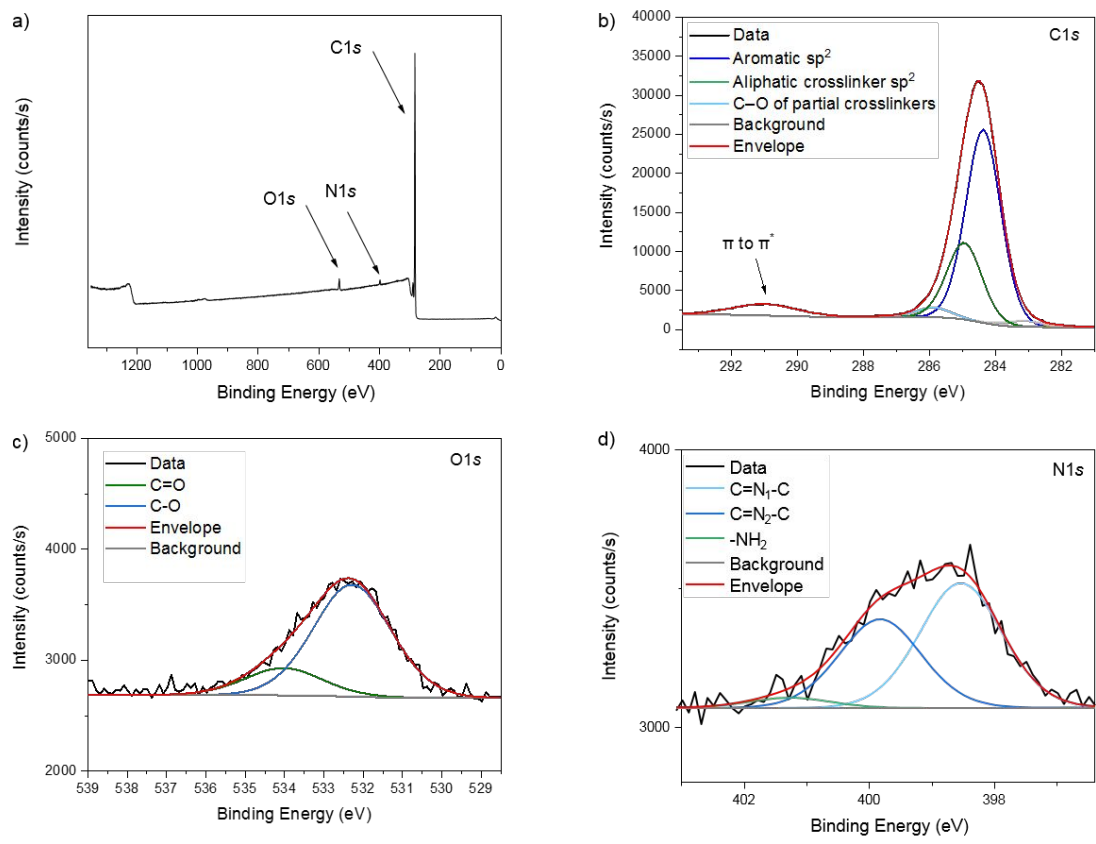 a)
C1s
O1s
N1s
Intensity (counts/s)
1200 1000 800 600 400 200 0
Binding Energy (eV)
b)
C1s
Data
Aromatic sp²
Aliphatic crosslinker sp²
C–O of partial crosslinkers
Background
Envelope
π to π*
40000
35000
30000
25000
20000
15000
10000
5000
0
Intensity (counts/s)
292 290 288 286 284 282
Binding Energy (eV)
c)
O1s
Data
C=O
C-O
Envelope
Background
5000
4000
3000
2000
Intensity (counts/s)
539 538 537 536 535 534 533 532 531 530 529
Binding Energy (eV)
d)
N1s
Data
C=N₁-C
C=N₂-C
-NH₂
Background
Envelope
4000
3000
Intensity (counts/s)
402 400 398
Binding Energy (eV)